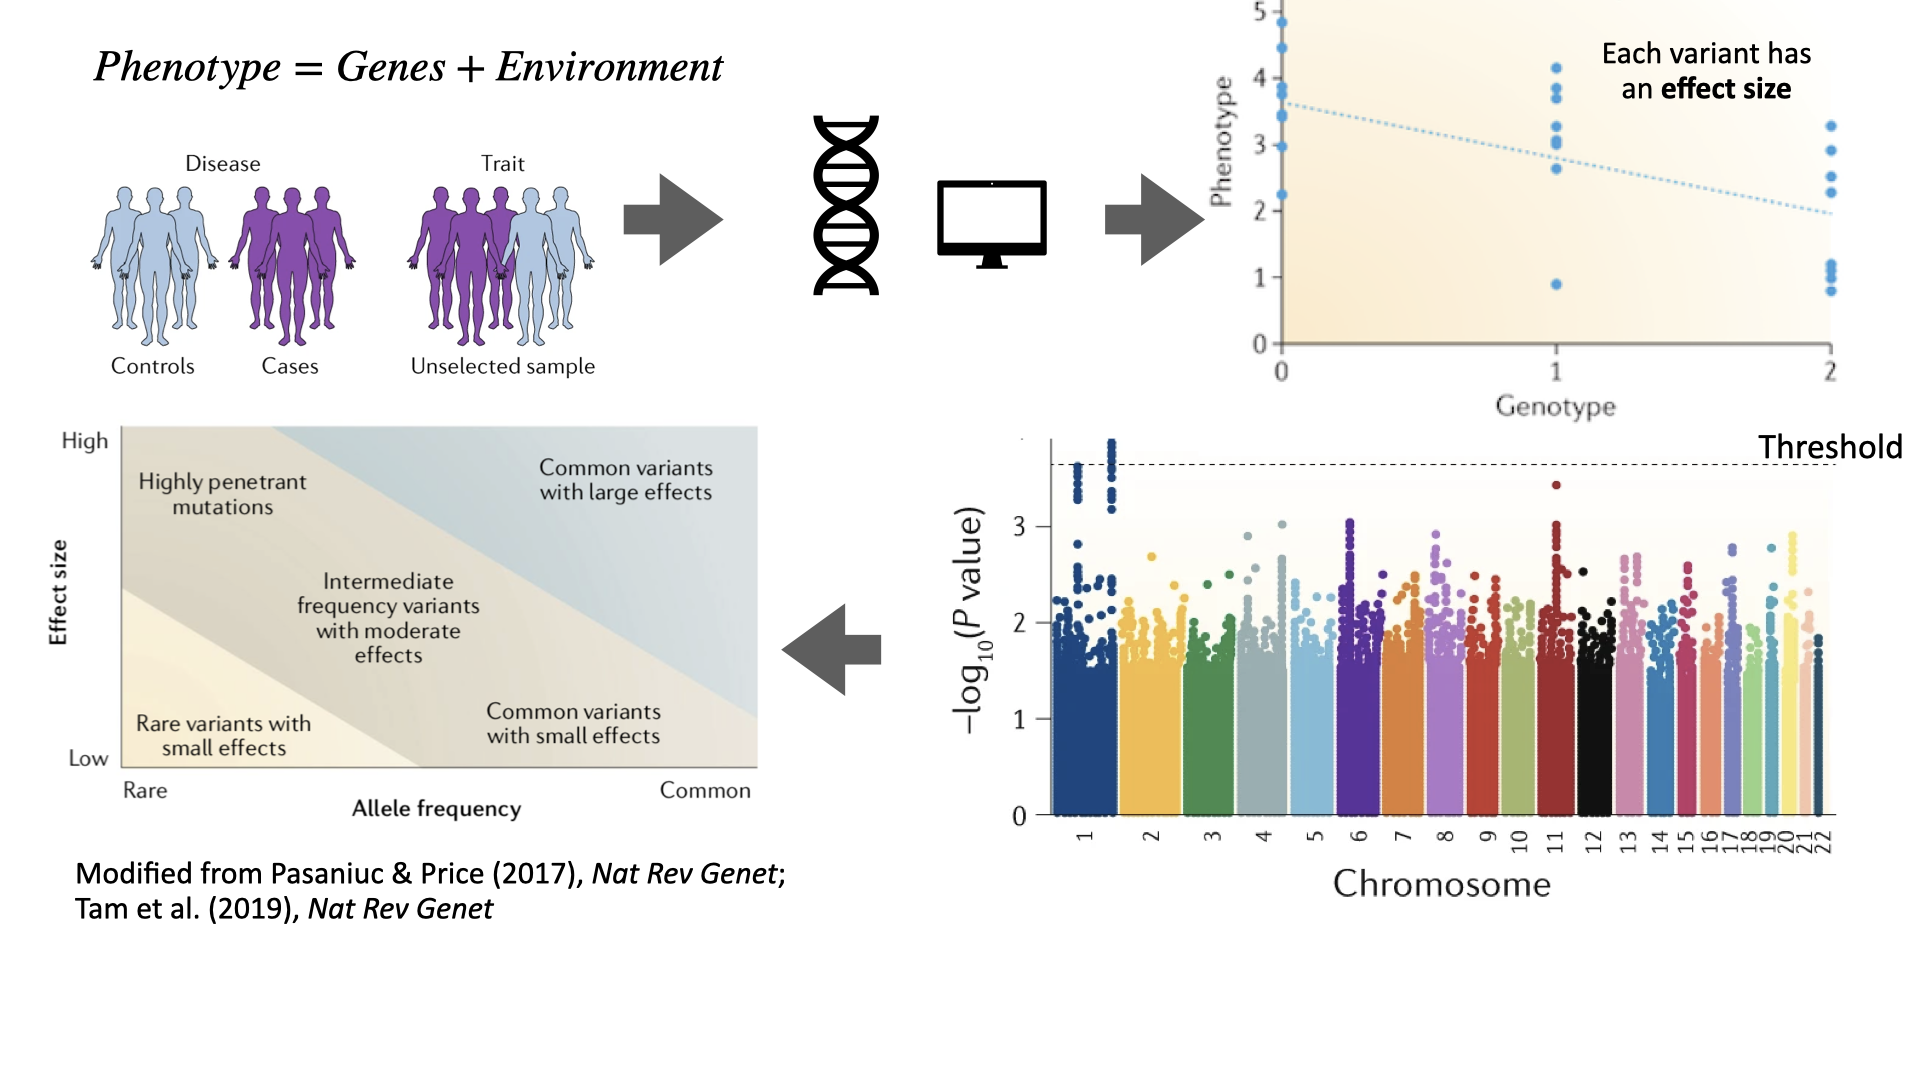 Phenotype = Genes + Environment
Disease
Trait
Controls
Cases
Unselected sample
Each variant has
an effect size
Phenotype
5
4
3
2
1
0
0
1
2
Genotype
High
Low
Effect size
Highly penetrant
mutations
Common variants
with large effects
Intermediate
frequency variants
with moderate
effects
Rare variants with
small effects
Common variants
with small effects
Rare
Common
Allele frequency
Threshold
–log10(P value)
3
2
1
0
1
2
3
4
5
6
7
8
9
10
11
12
13
14
15
16
17
18
19
20
21
22
Chromosome
Modified from Pasaniuc & Price (2017), Nat Rev Genet;
Tam et al. (2019), Nat Rev Genet